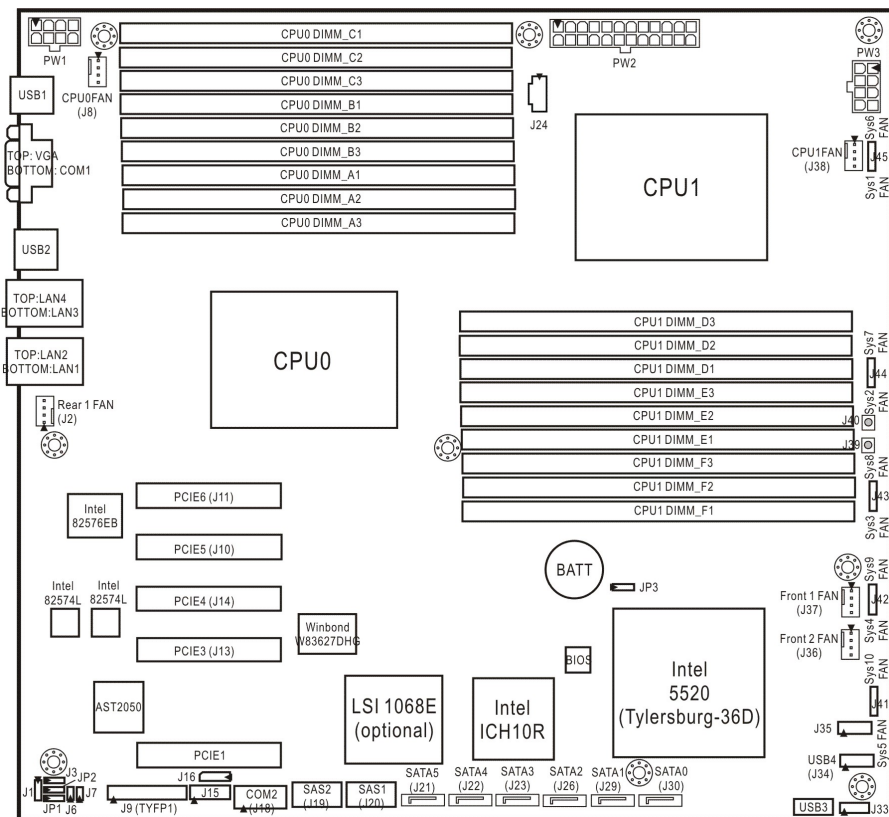 PW1
CPU0FAN
(J8)
CPU0 DIMM_C1
CPU0 DIMM_C2
CPU0 DIMM_C3
CPU0 DIMM_B1
CPU0 DIMM_B2
CPU0 DIMM_B3
CPU0 DIMM_A1
CPU0 DIMM_A2
CPU0 DIMM_A3
J24
PW2
PW3
CPU1FAN
(J38)
Sys6
FAN
J45
Sys1
FAN
USB1
TOP: VGA
BOTTOM: COM1
CPU1
USB2
TOP:LAN4
BOTTOM:LAN3
TOP:LAN2
BOTTOM:LAN1
Rear 1 FAN
(J2)
CPU0
CPU1 DIMM_D3
CPU1 DIMM_D2
CPU1 DIMM_D1
CPU1 DIMM_E3
CPU1 DIMM_E2
CPU1 DIMM_E1
CPU1 DIMM_F3
CPU1 DIMM_F2
CPU1 DIMM_F1
Sys7
FAN
J44
Sys2
FAN
J40
J39
Sys8
FAN
J43
Sys3
FAN
Intel
82576EB
PCIE6 (J11)
PCIE5 (J10)
PCIE4 (J14)
PCIE3 (J13)
PCIE1
Intel
82574L
Intel
82574L
Winbond
W83627DHG
AST2050
BATT
JP3
BIOS
Sys9
FAN
Front 1 FAN
(J37)
J42
Sys4
FAN
Front 2 FAN
(J36)
Sys10
FAN
J41
Sys5
FAN
LSI 1068E
(optional)
Intel
ICH10R
Intel
5520
(Tylersburg-36D)
J35
USB4
(J34)
USB3
J33
J1
J3
JP2
JP1
J6
J7
J9 (TYFP1)
J16
J15
COM2
(J18)
SAS2
(J19)
SAS1
(J20)
SATA5
(J21)
SATA4
(J22)
SATA3
(J23)
SATA2
(J26)
SATA1
(J29)
SATA0
(J30)